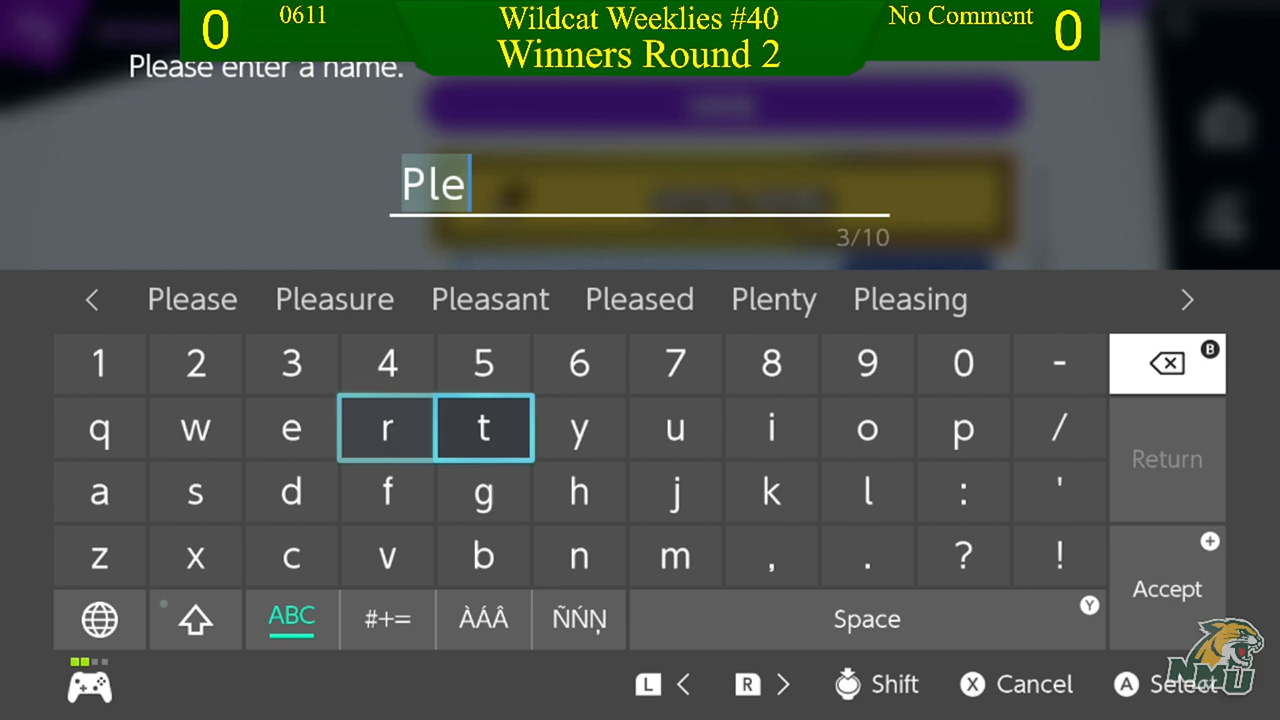 0
0611
Wildcat Weeklies #40
No Comment
0
Winners Round 2
Please enter a name.
Ple
3/10
< Please Pleasure Pleasant Pleased Plenty Pleasing >
1 2 3 4 5 6 7 8 9 0 - B
q w e r t y u i o p / Return
a s d f g h j k l : '
z x c v b n m , . ? ! + Accept
ABC #+= ÀÁÂ ÑŃŅ Space Y
L < R > Shift X Cancel A Select
NMU